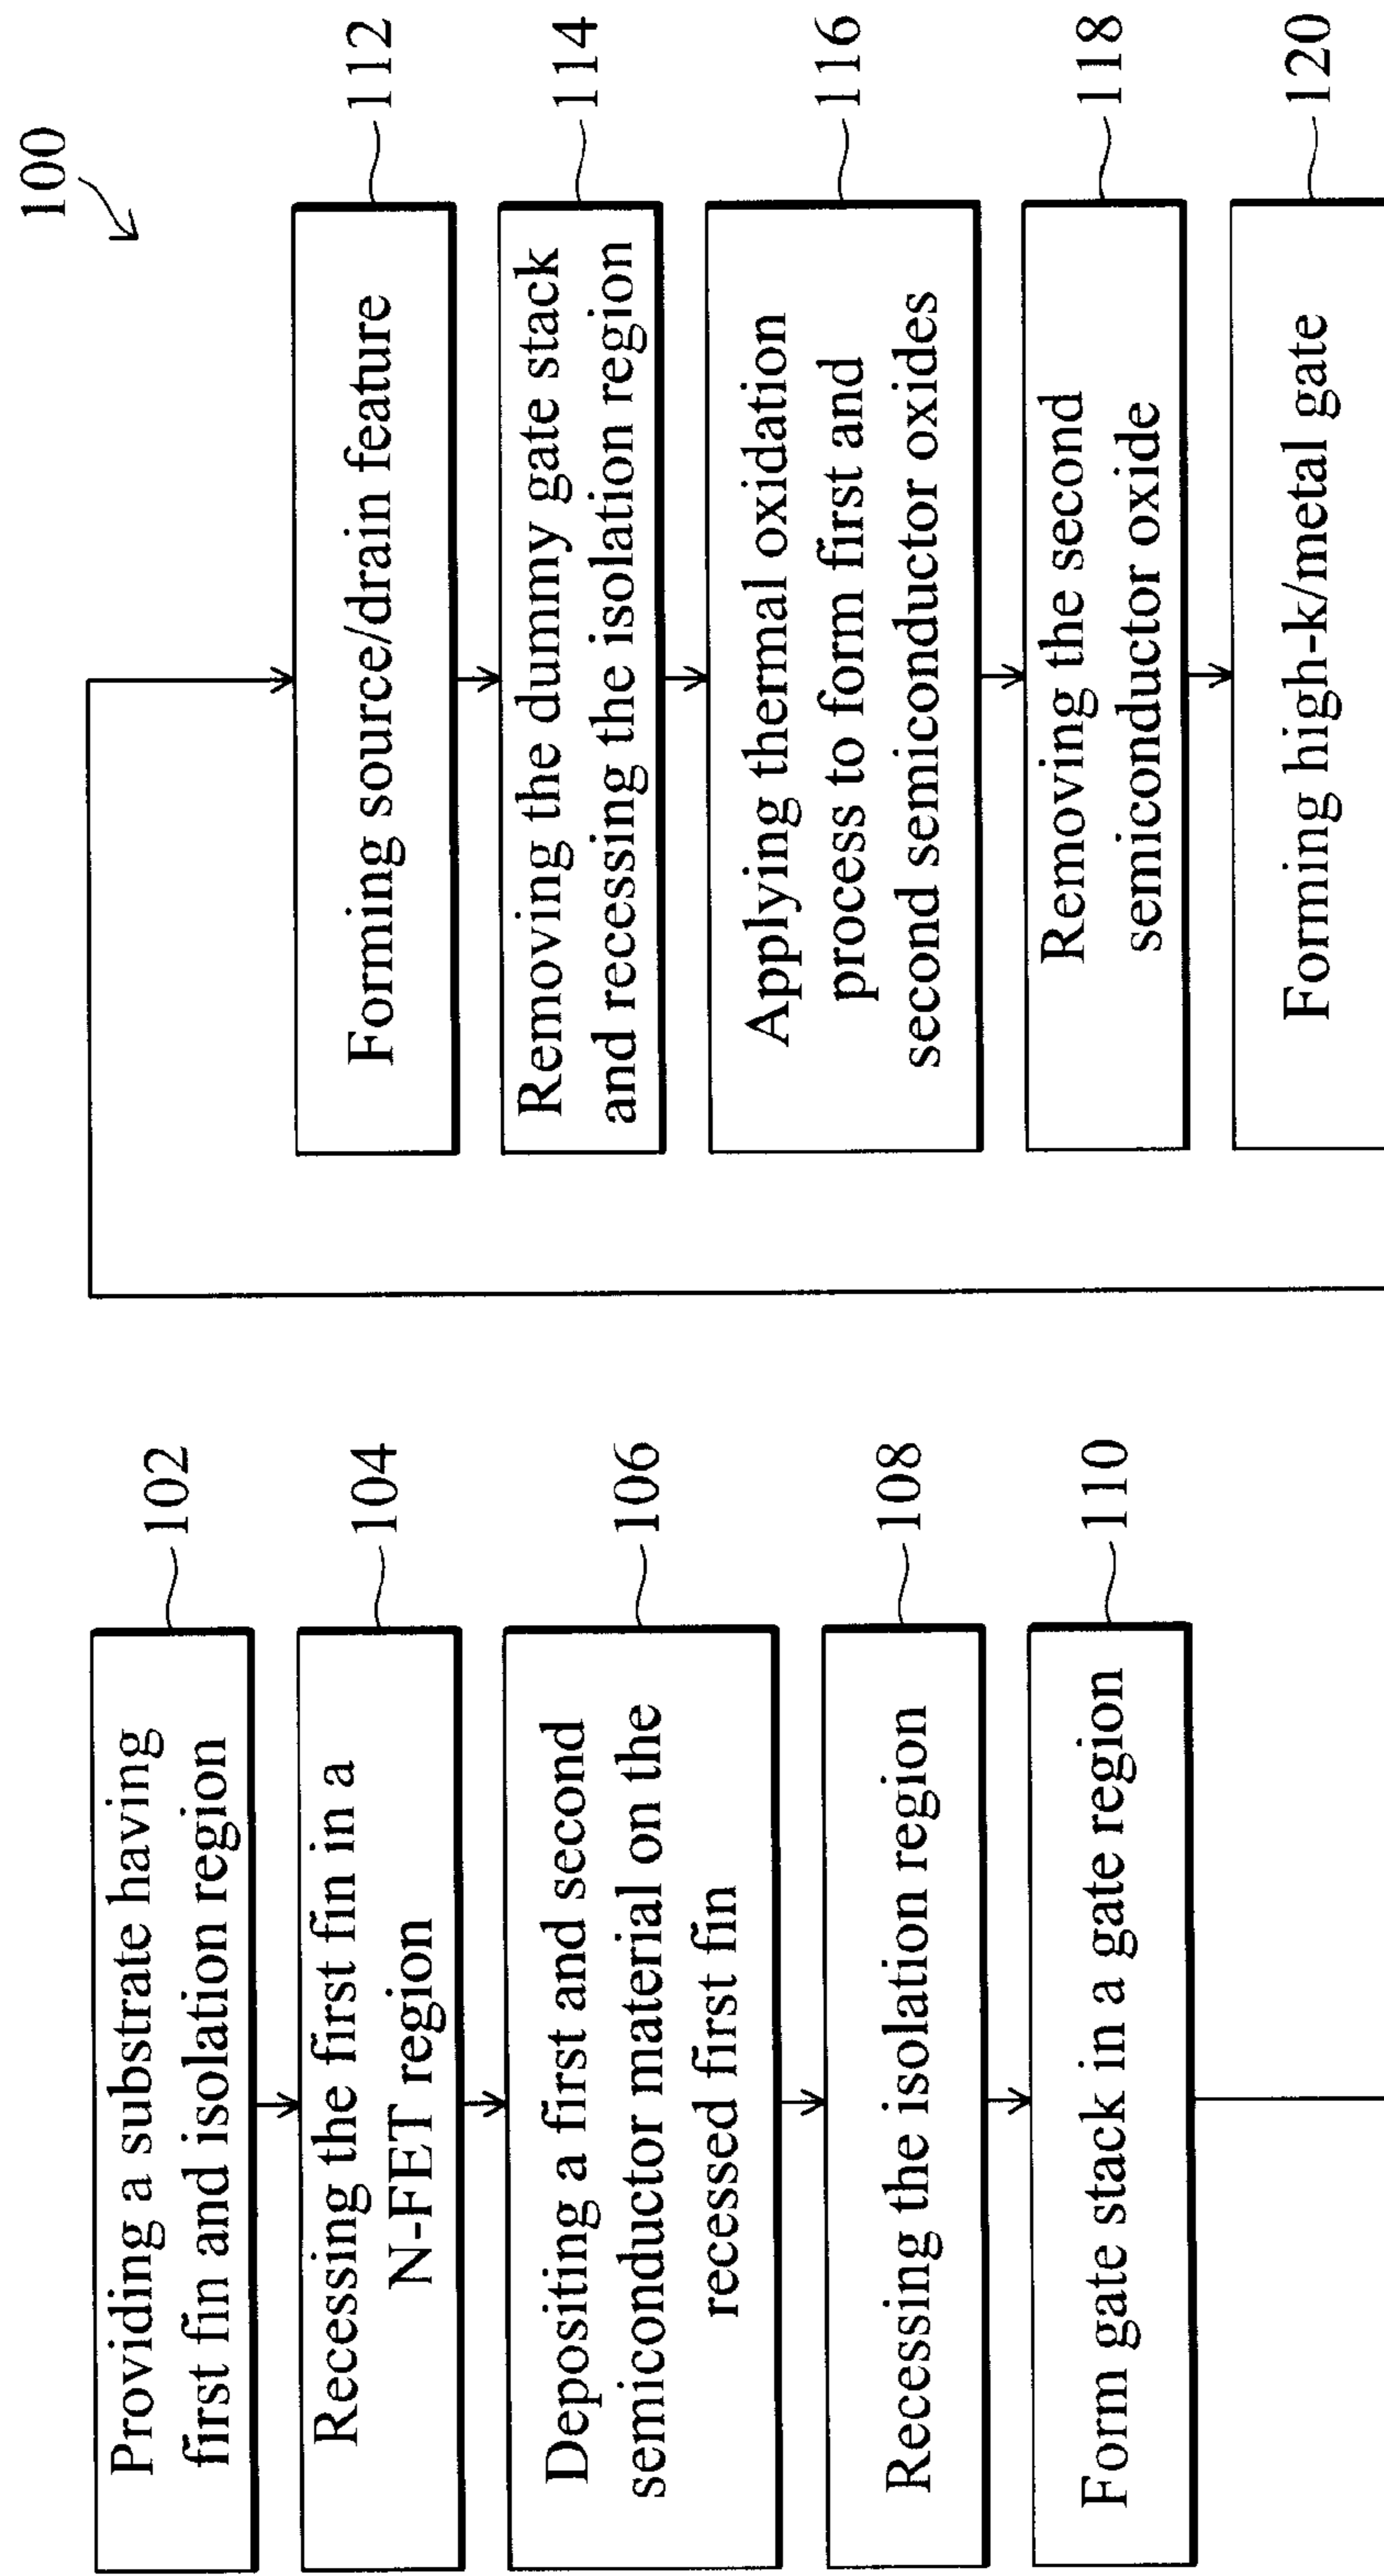 100
Providing a substrate having
first fin and isolation region
102
Recessing the first fin in a
N-FET region
104
Depositing a first and second
semiconductor material on the
recessed first fin
106
Recessing the isolation region
108
Form gate stack in a gate region
110
Forming source/drain feature
112
Removing the dummy gate stack
and recessing the isolation region
114
Applying thermal oxidation
process to form first and
second semiconductor oxides
116
Removing the second
semiconductor oxide
118
Forming high-k/metal gate
120